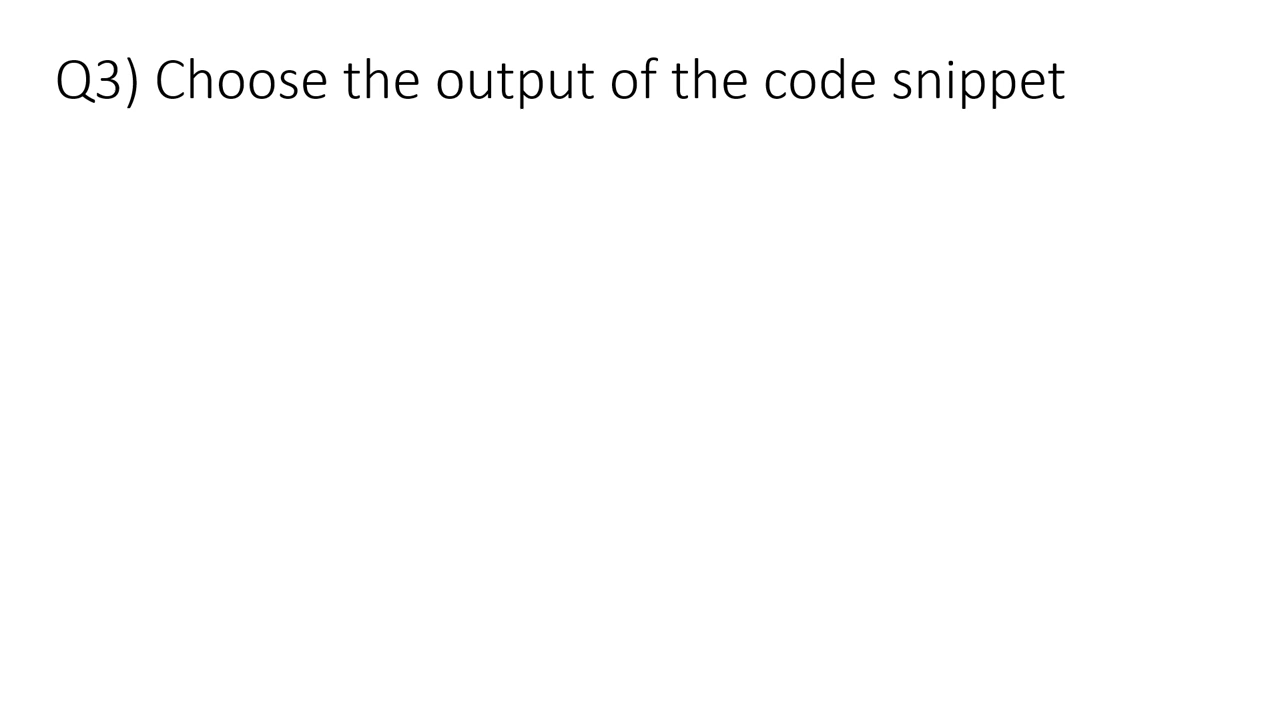 Q3) Choose the output of the code snippet